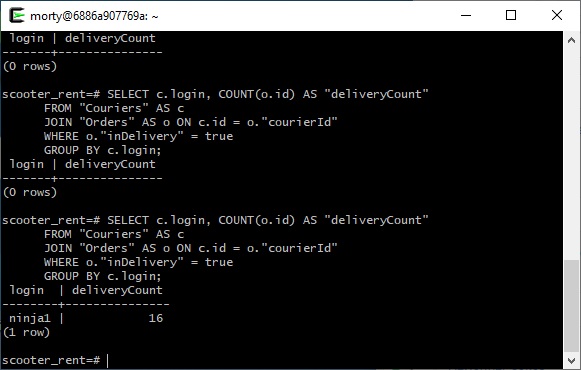 morty@6886a907769a: ~
 login | deliveryCount
-------+---------------
(0 rows)
scooter_rent=# SELECT c.login, COUNT(o.id) AS "deliveryCount"
      FROM "Couriers" AS c
      JOIN "Orders" AS o ON c.id = o."courierId"
      WHERE o."inDelivery" = true
      GROUP BY c.login;
 login | deliveryCount
-------+---------------
(0 rows)
scooter_rent=# SELECT c.login, COUNT(o.id) AS "deliveryCount"
      FROM "Couriers" AS c
      JOIN "Orders" AS o ON c.id = o."courierId"
      WHERE o."inDelivery" = true
      GROUP BY c.login;
 login  | deliveryCount
--------+---------------
 ninja1 |            16
(1 row)
scooter_rent=#